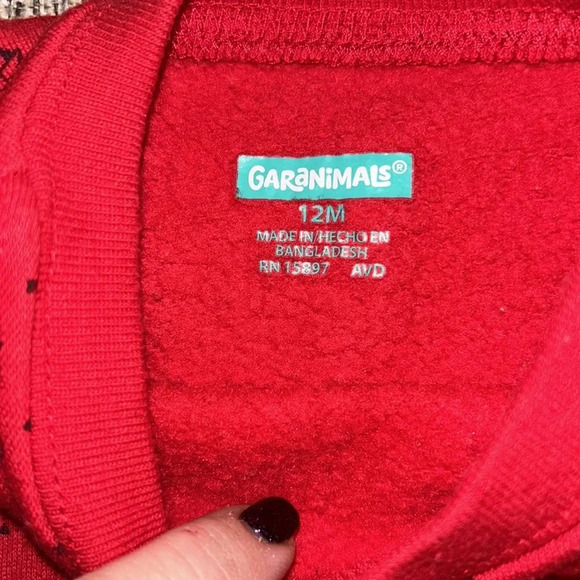 GARANIMALS®
12M
MADE IN/HECHO EN
BANGLADESH
RN 15897 AVD